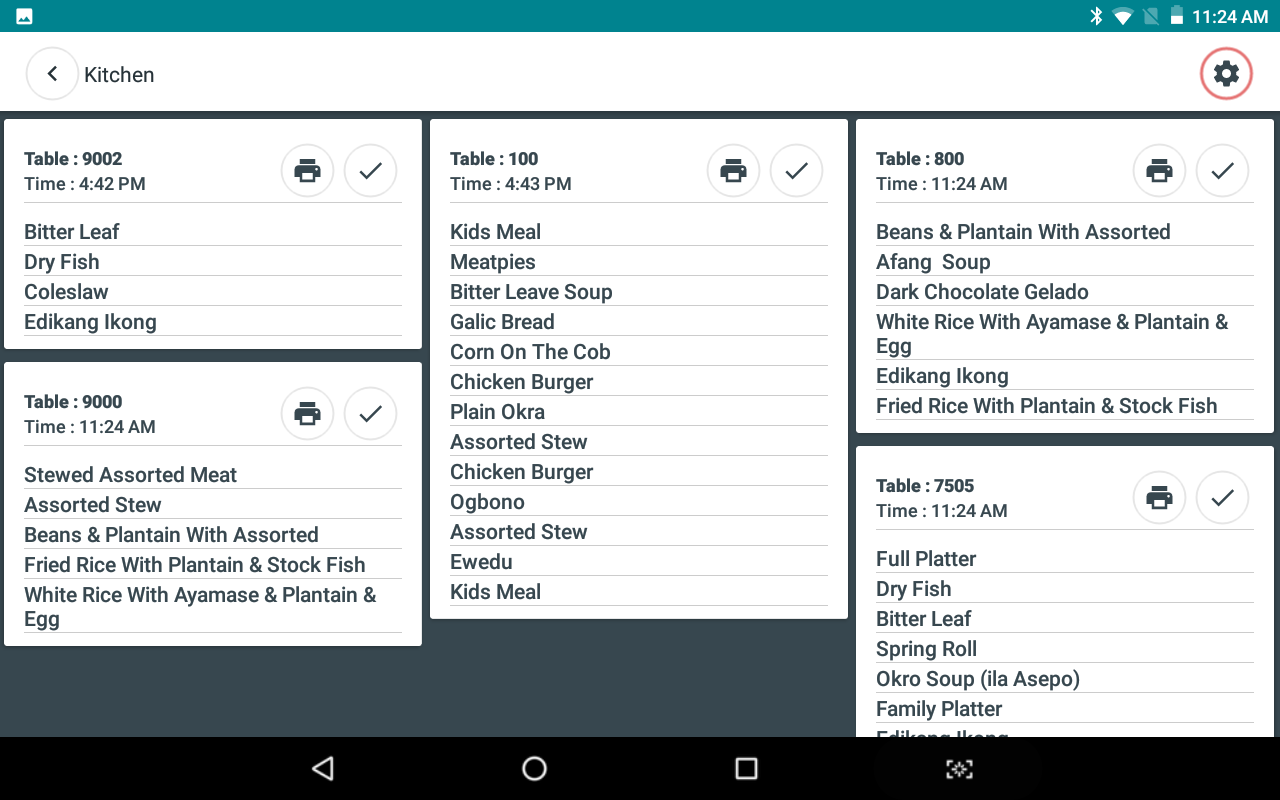 11:24 AM
Kitchen
Table : 9002
Time : 4:42 PM
Bitter Leaf
Dry Fish
Coleslaw
Edikang Ikong
Table : 9000
Time : 11:24 AM
Stewed Assorted Meat
Assorted Stew
Beans & Plantain With Assorted
Fried Rice With Plantain & Stock Fish
White Rice With Ayamase & Plantain &
Egg
Table : 100
Time : 4:43 PM
Kids Meal
Meatpies
Bitter Leave Soup
Galic Bread
Corn On The Cob
Chicken Burger
Plain Okra
Assorted Stew
Chicken Burger
Ogbono
Assorted Stew
Ewedu
Kids Meal
Table : 800
Time : 11:24 AM
Beans & Plantain With Assorted
Afang  Soup
Dark Chocolate Gelado
White Rice With Ayamase & Plantain &
Egg
Edikang Ikong
Fried Rice With Plantain & Stock Fish
Table : 7505
Time : 11:24 AM
Full Platter
Dry Fish
Bitter Leaf
Spring Roll
Okro Soup (ila Asepo)
Family Platter
Edikang Ikong